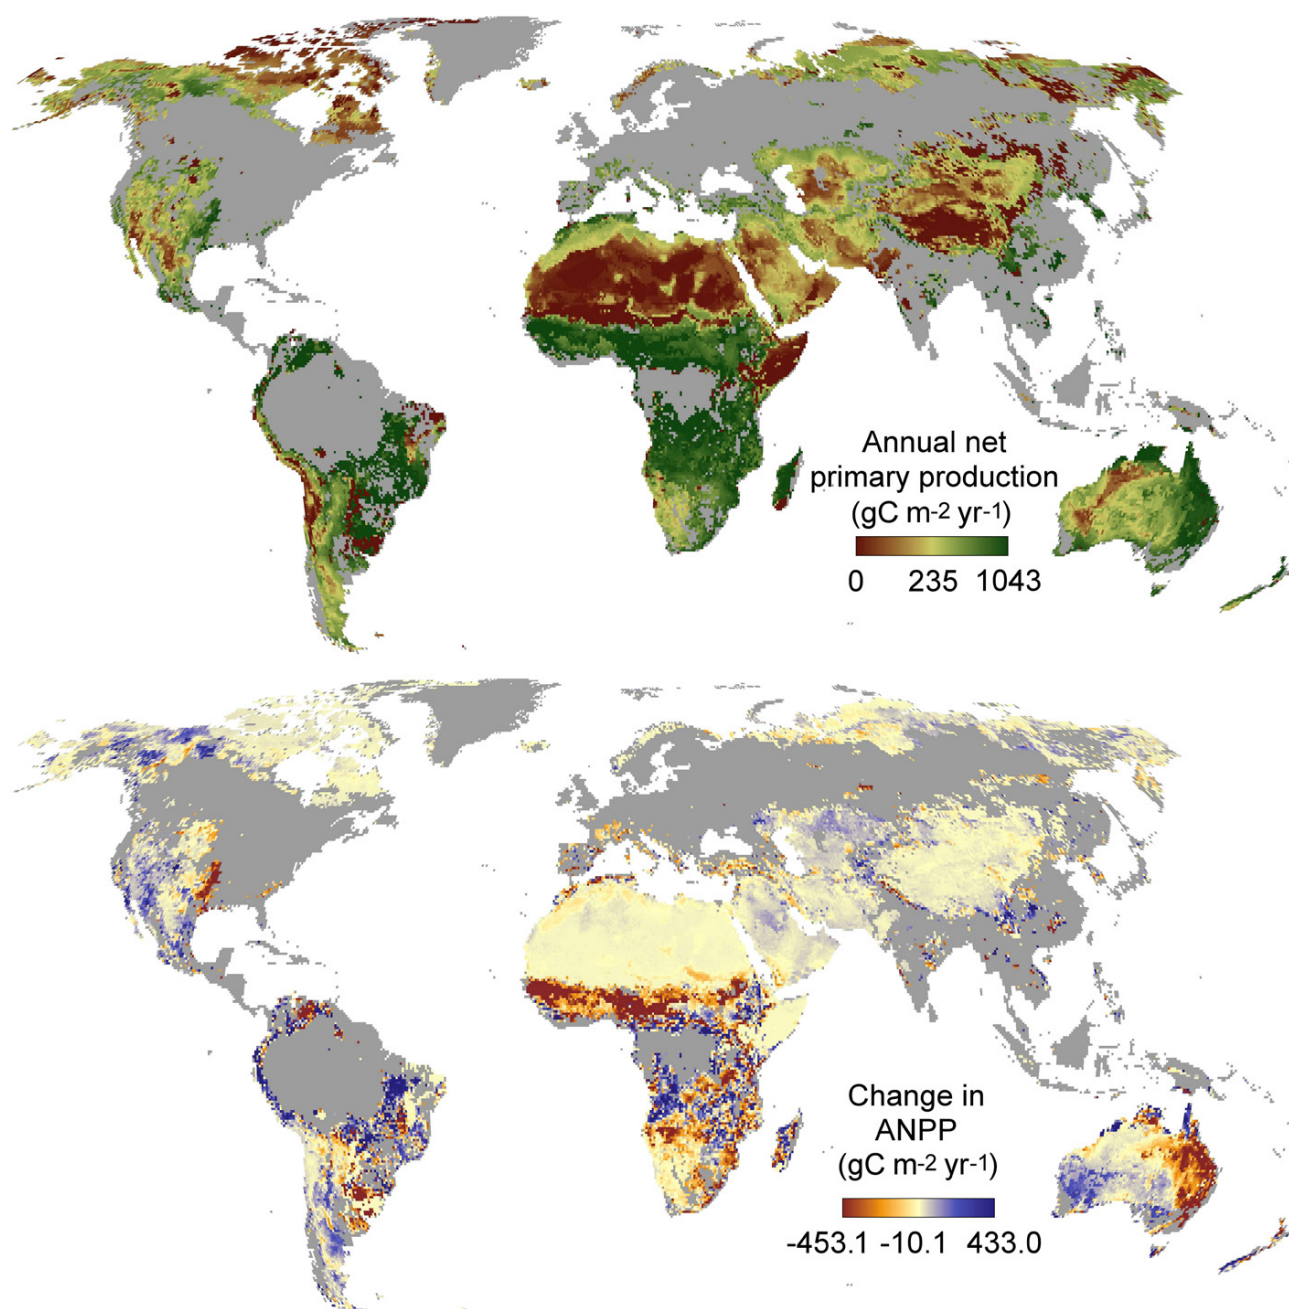 Annual net
primary production
(gC m-2 yr-1)
0 235 1043
Change in
ANPP
(gC m-2 yr-1)
-453.1 -10.1 433.0